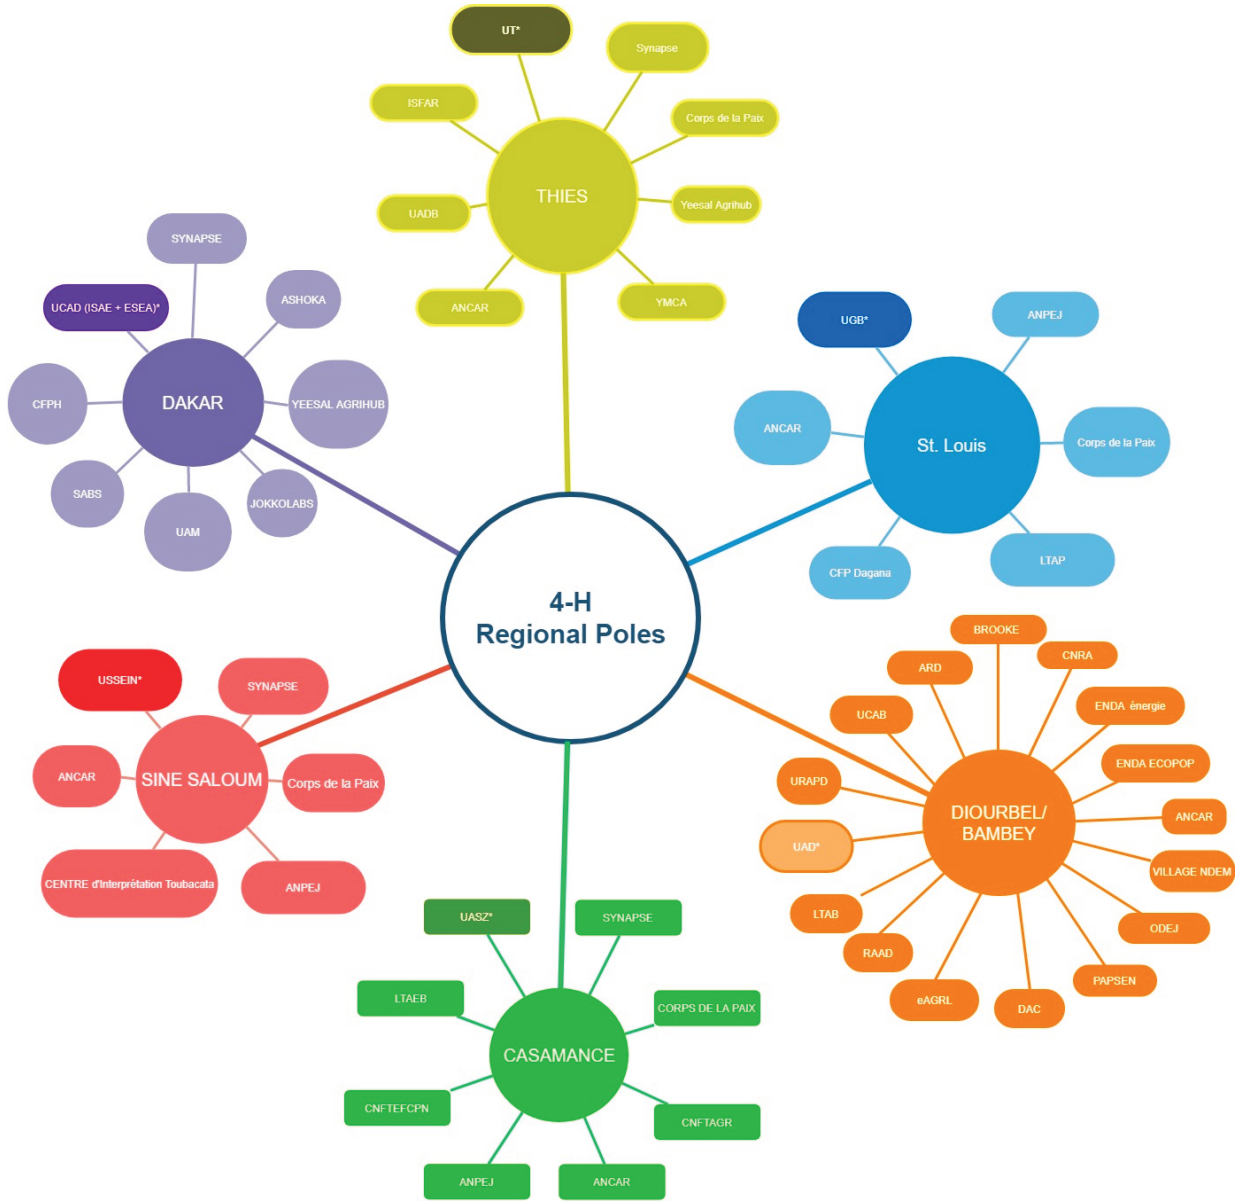 UT*
Synapse
ISFAR
Corps de la Paix
THIES
UADB
Yeesal Agrihub
ANCAR
YMCA
SYNAPSE
UCAD (ISAE + ESEA)*
ASHOKA
CFPH
DAKAR
YEESAL AGRIHUB
SABS
UAM
JOKKOLABS
UGB*
ANPEJ
ANCAR
St. Louis
Corps de la Paix
CFP Dagana
LTAP
4-H
Regional Poles
USSEIN*
SYNAPSE
ANCAR
SINE SALOUM
Corps de la Paix
CENTRE d'Interprétation Toubacata
ANPEJ
BROOKE
ARD
CNRA
UCAB
ENDA énergie
URAPD
ENDA ECOPOP
DIOURBEL/
BAMBEY
ANCAR
UAD*
VILLAGE NDEM
LTAB
ODEJ
RAAD
PAPSEN
eAGRL
DAC
UASZ*
SYNAPSE
LTAEB
CORPS DE LA PAIX
CASAMANCE
CNFTEFCPN
CNFTAGR
ANPEJ
ANCAR